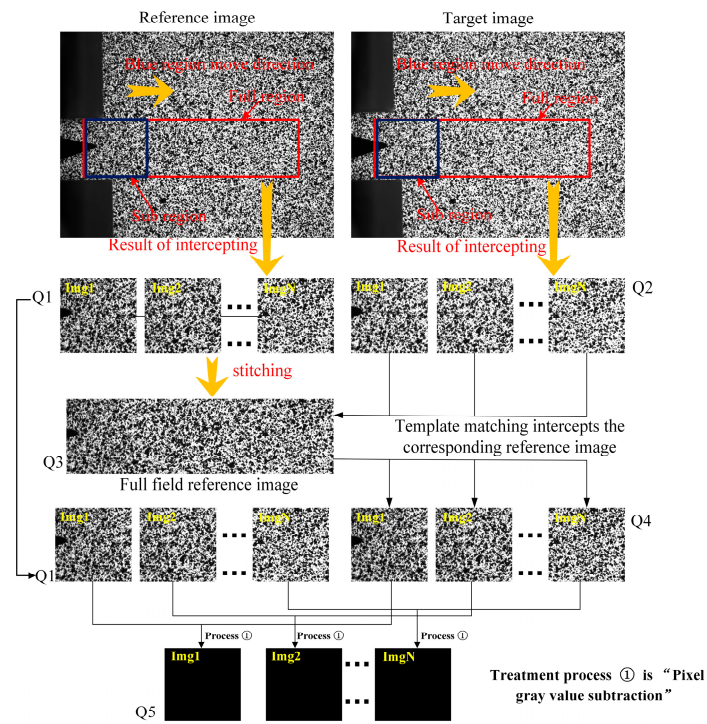 Reference image
Target image
Blue region move direction
Full region
Sub region
Result of intercepting
Blue region move direction
Full region
Sub region
Result of intercepting
Q1
Img1
Img2
ImgN
Img1
Img2
ImgN
Q2
stitching
Template matching intercepts the
corresponding reference image
Q3
Full field reference image
Img1
Img2
ImgN
Img1
Img2
ImgN
Q4
Q1
Process ①
Process ①
Process ①
Img1
Img2
ImgN
Q5
Treatment process ① is “Pixel
gray value subtraction”